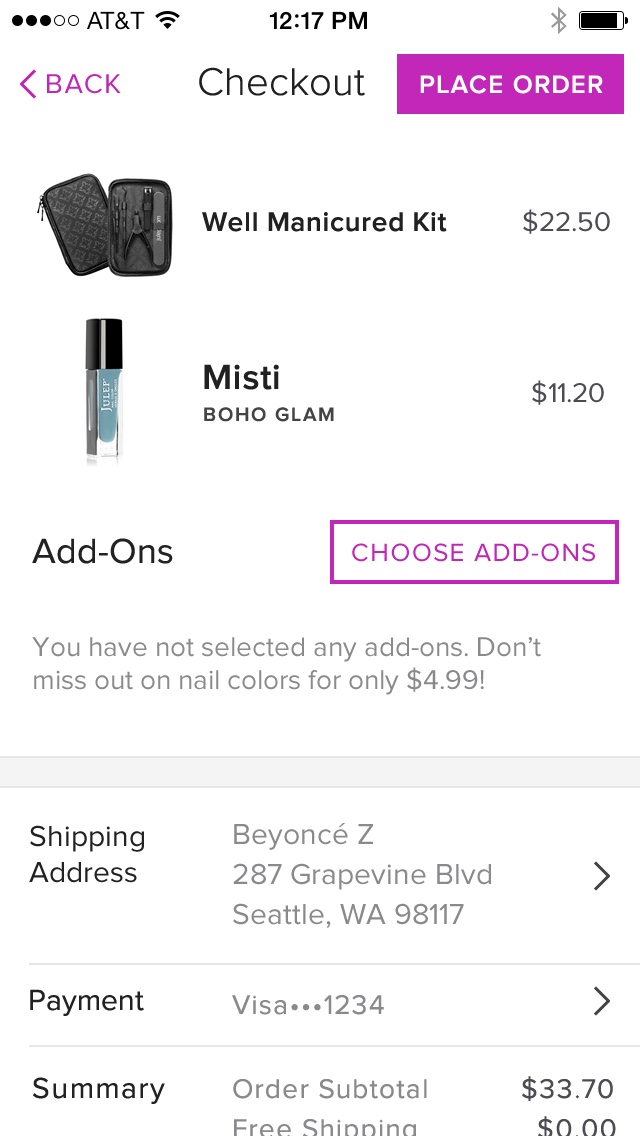 AT&T 12:17 PM
BACK Checkout PLACE ORDER
Well Manicured Kit $22.50
JULEP
Misti
BOHO GLAM
$11.20
Add-Ons CHOOSE ADD-ONS
You have not selected any add-ons. Don’t
miss out on nail colors for only $4.99!
Shipping
Address
Beyoncé Z
287 Grapevine Blvd
Seattle, WA 98117
Payment Visa•••1234
Summary Order Subtotal $33.70
Free Shipping $0.00